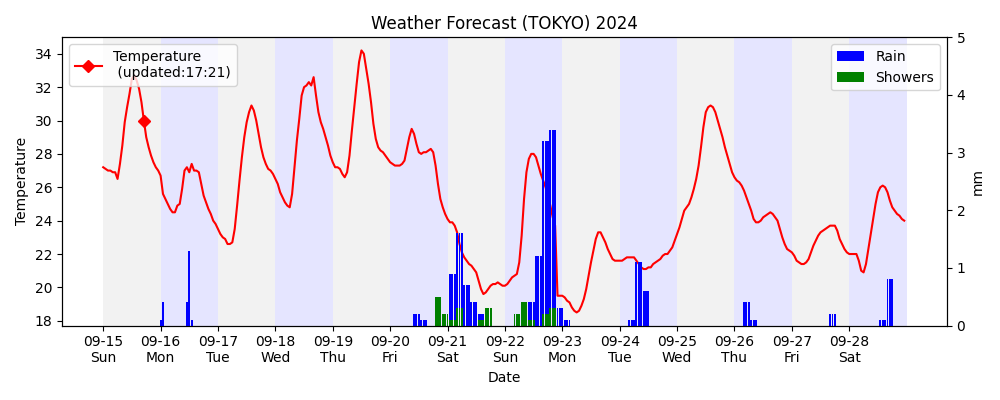 Weather Forecast (TOKYO) 2024
Temperature
(updated:17:21)
Rain
Showers
Temperature
34
32
30
28
26
24
22
20
18
5
4
3
2
1
0
mm
09-15 09-16 09-17 09-18 09-19 09-20 09-21 09-22 09-23 09-24 09-25 09-26 09-27 09-28
Sun Mon Tue Wed Thu Fri Sat Sun Mon Tue Wed Thu Fri Sat
Date